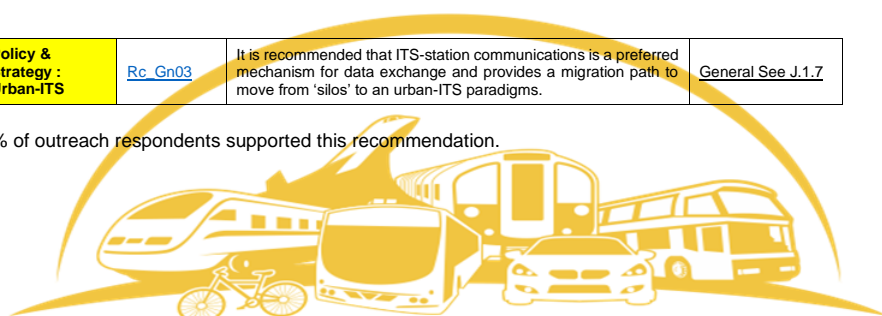 olicy &
trategy :
rban-ITS
Rc_Gn03
It is recommended that ITS-station communications is a preferred
mechanism for data exchange and provides a migration path to
move from ‘silos’ to an urban-ITS paradigms.
General See J.1.7
% of outreach respondents supported this recommendation.